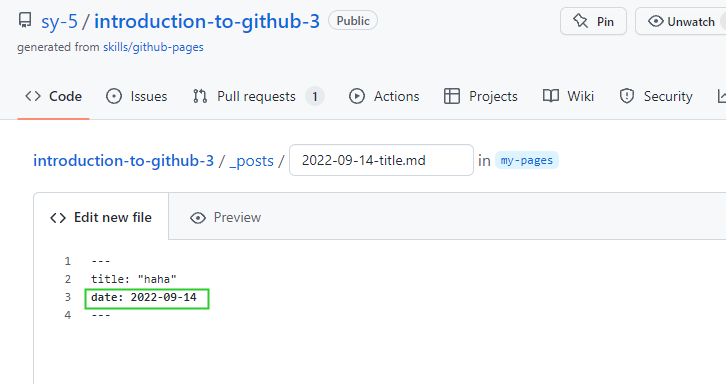 sy-5 / introduction-to-github-3 Public
Pin
Unwatch
generated from skills/github-pages
Code
Issues
Pull requests 1
Actions
Projects
Wiki
Security
introduction-to-github-3 / _posts / 2022-09-14-title.md in my-pages
Edit new file
Preview
1 ---
2 title: "haha"
3 date: 2022-09-14
4 ---